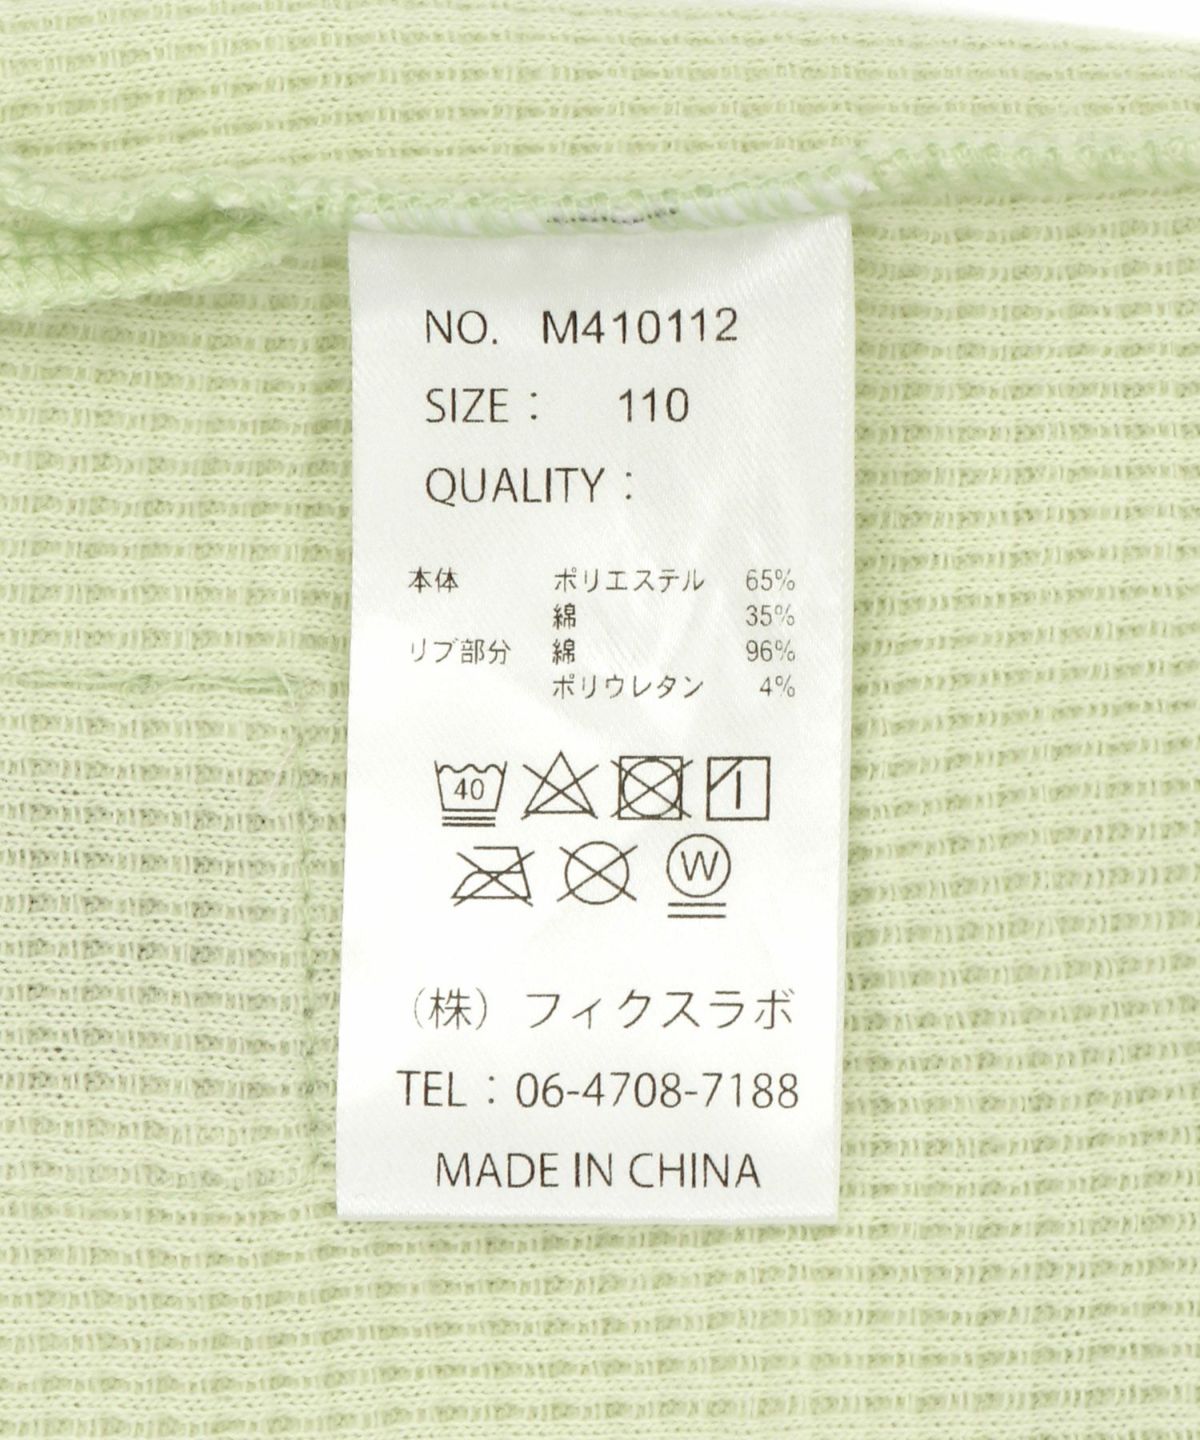 NO. M410112
SIZE : 110
QUALITY :
本体 ポリエステル 65%
綿 35%
リブ部分 綿 96%
ポリウレタン 4%
40
W
(株) フィクスラボ
TEL : 06-4708-7188
MADE IN CHINA